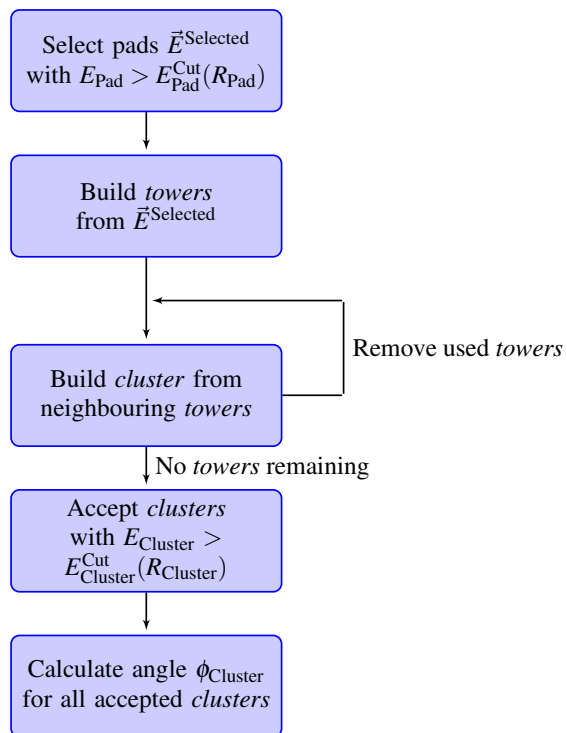 Select pads $\vec{E}^{\text{Selected}}$
with $E_{\text{Pad}} > E_{\text{Pad}}^{\text{Cut}}(R_{\text{Pad}})$
Build towers
from $\vec{E}^{\text{Selected}}$
Remove used towers
Build cluster from
neighbouring towers
No towers remaining
Accept clusters
with $E_{\text{Cluster}} >$
$E_{\text{Cluster}}^{\text{Cut}}(R_{\text{Cluster}})$
Calculate angle $\phi_{\text{Cluster}}$
for all accepted clusters